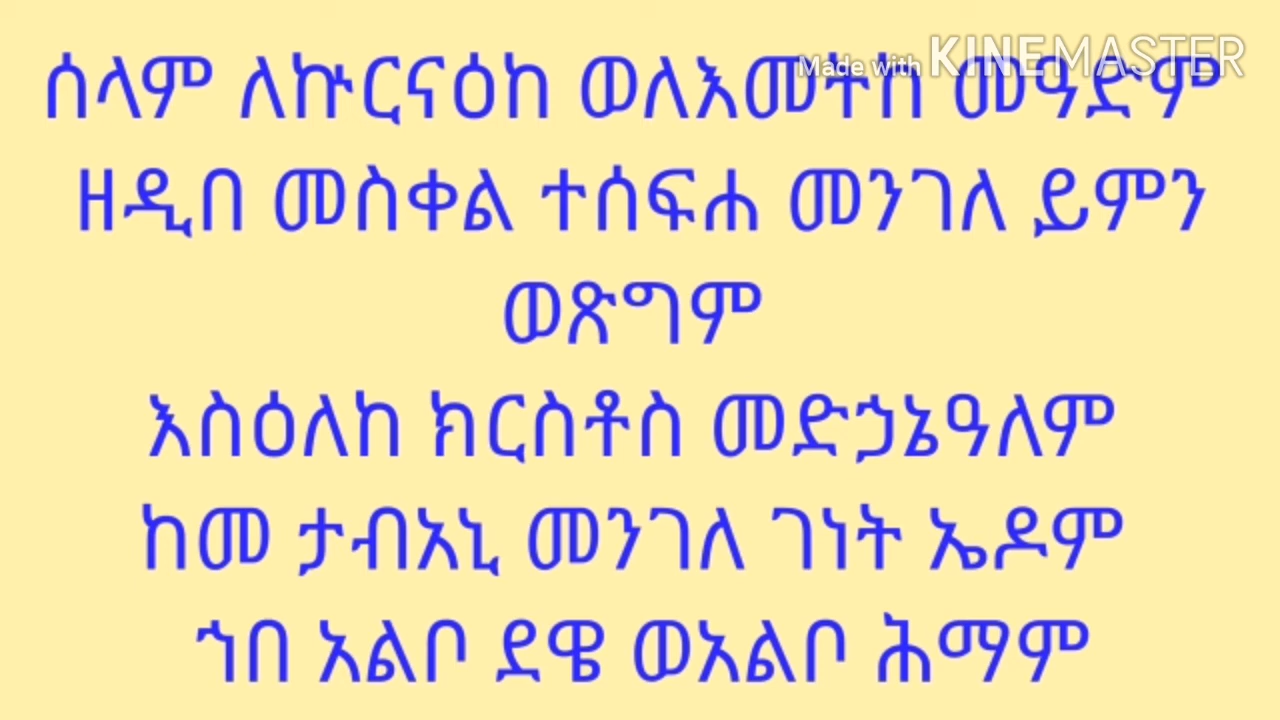 Made with KINEMASTER
ሰላም ለኵርናዕከ ወለእመትከ መዓድም
ዘዲበ መስቀል ተሰፍሐ መንገለ ይምን
ወጽግም
እስዕለከ ክርስቶስ መድኃኔዓለም
ከመ ታብአኒ መንገለ ገነት ኤዶም
ኀበ አልቦ ደዌ ወአልቦ ሕማም